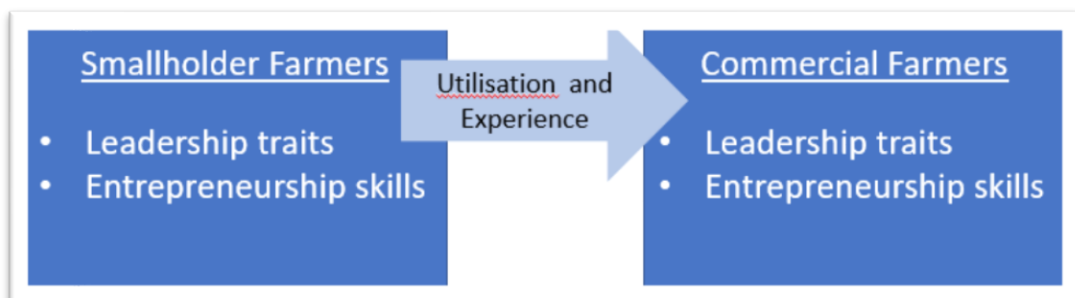 Smallholder Farmers
• Leadership traits
• Entrepreneurship skills
Utilisation and
Experience
Commercial Farmers
• Leadership traits
• Entrepreneurship skills